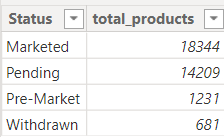 Status total_products
Marketed 18344
Pending 14209
Pre-Market 1231
Withdrawn 681